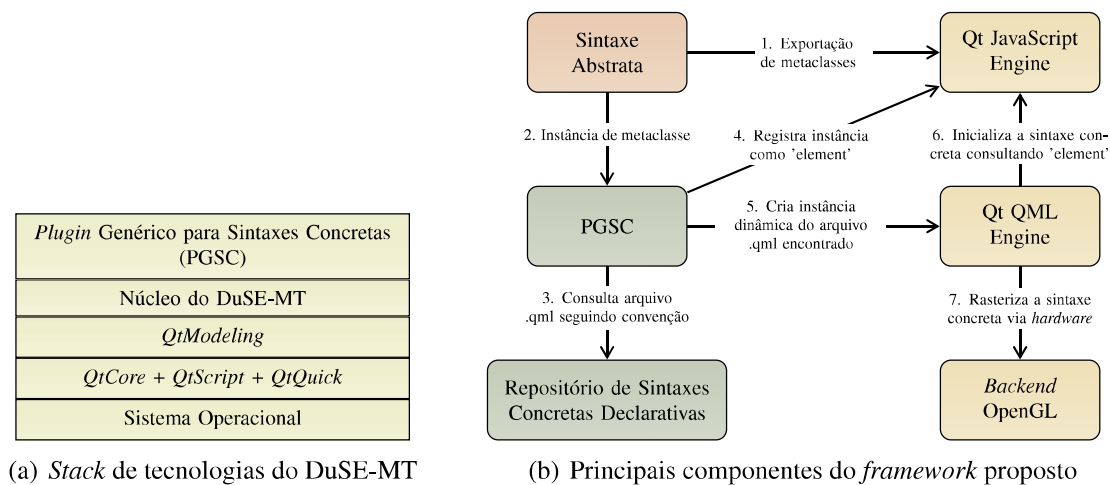 Plugin Genérico para Sintaxes Concretas
(PGSC)
Núcleo do DuSE-MT
QtModeling
QtCore + QtScript + QtQuick
Sistema Operacional
(a) Stack de tecnologias do DuSE-MT
Sintaxe
Abstrata
1. Exportação
de metaclasses
Qt JavaScript
Engine
2. Instância de metaclasse
4. Registra instância
como 'element'
6. Inicializa a sintaxe con-
creta consultando 'element'
PGSC
5. Cria instância
dinâmica do arquivo
.qml encontrado
Qt QML
Engine
3. Consulta arquivo
.qml seguindo convenção
7. Rasteriza a sintaxe
concreta via hardware
Repositório de Sintaxes
Concretas Declarativas
Backend
OpenGL
(b) Principais componentes do framework proposto